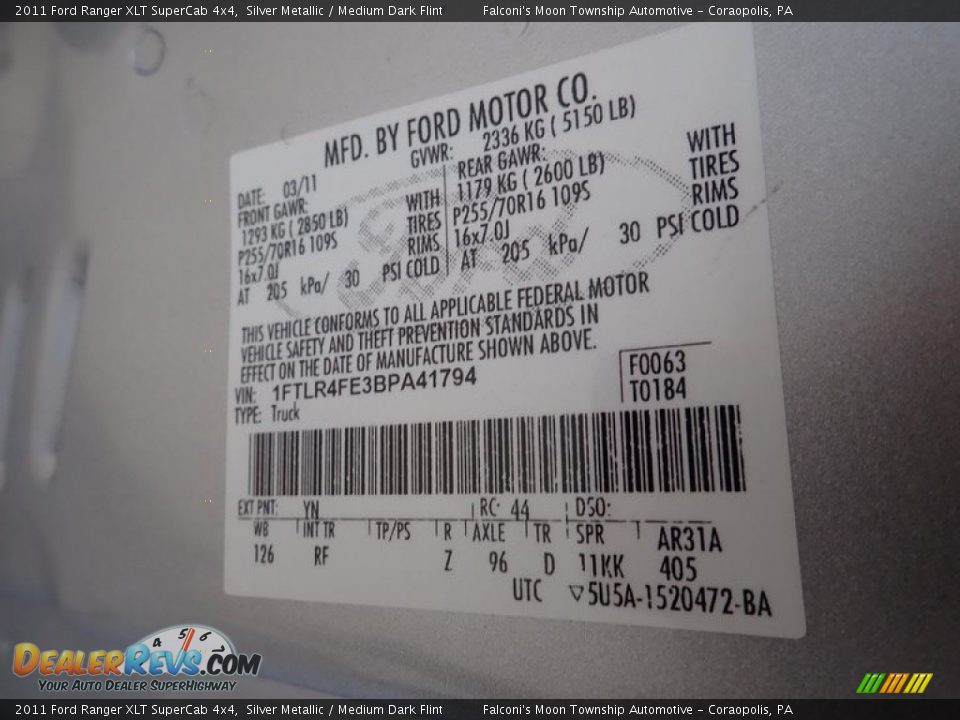 2011 Ford Ranger XLT SuperCab 4x4, Silver Metallic / Medium Dark Flint Falconi's Moon Township Automotive - Coraopolis, PA
MFD. BY FORD MOTOR CO.
DATE: 03/11 GVWR: 2336 KG ( 5150 LB)
FRONT GAWR: REAR GAWR:
1293 KG ( 2850 LB) WITH 1179 KG ( 2600 LB) WITH
P255/70R16 109S TIRES P255/70R16 109S TIRES
16x7.0J RIMS 16x7.0J RIMS
AT 205 kPa/ 30 PSI COLD AT 205 kPa/ 30 PSI COLD
THIS VEHICLE CONFORMS TO ALL APPLICABLE FEDERAL MOTOR
VEHICLE SAFETY AND THEFT PREVENTION STANDARDS IN
EFFECT ON THE DATE OF MANUFACTURE SHOWN ABOVE.
VIN: 1FTLR4FE3BPA41794 F0063
TYPE: Truck T0184
EXT PNT: YN RC: 44 DSO:
WB INT TR TP/PS R AXLE TR SPR AR31A
126 RF Z 96 D 11KK 405
UTC ▽5U5A-1520472-BA
4 5 6
DealerRevs.com
Your Auto Dealer SuperHighway
2011 Ford Ranger XLT SuperCab 4x4, Silver Metallic / Medium Dark Flint Falconi's Moon Township Automotive - Coraopolis, PA